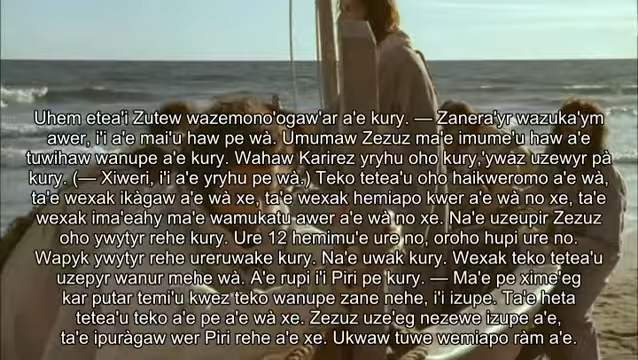 Uhem etea'i Zutew wazemono'ogaw'ar a'e kury. — Zanera'yr wazuka'ym
awer, i'i a'e mai'u haw pe wà. Umumaw Zezuz ma'e imume'u haw a'e
tuwihaw wanupe a'e kury. Wahaw Karirez yryhu oho kury,'ywaz uzewyr pà
kury. (— Xiweri, i'i a'e yryhu pe wà.) Teko tetea'u oho haikweromo a'e wà,
ta'e wexak ikàgaw a'e wà xe, ta'e wexak hemiapo kwer a'e wà no xe, ta'e
wexak ima'eahy ma'e wamukatu awer a'e wà no xe. Na'e uzeupir Zezuz
oho ywytyr rehe kury. Ure 12 hemimu'e ure no, oroho hupi ure no.
Wapyk ywytyr rehe ureruwake kury. Na'e uwak kury. Wexak teko tetea'u
uzepyr wanur mehe wà. A'e rupi i'i Piri pe kury. — Ma'e pe xime'eg
kar putar temi'u kwez teko wanupe zane nehe, i'i izupe. Ta'e heta
tetea'u teko a'e pe a'e wà xe. Zezuz uze'eg nezewe izupe a'e,
ta'e ipuràgaw wer Piri rehe a'e xe. Ukwaw tuwe wemiapo ràm a'e.